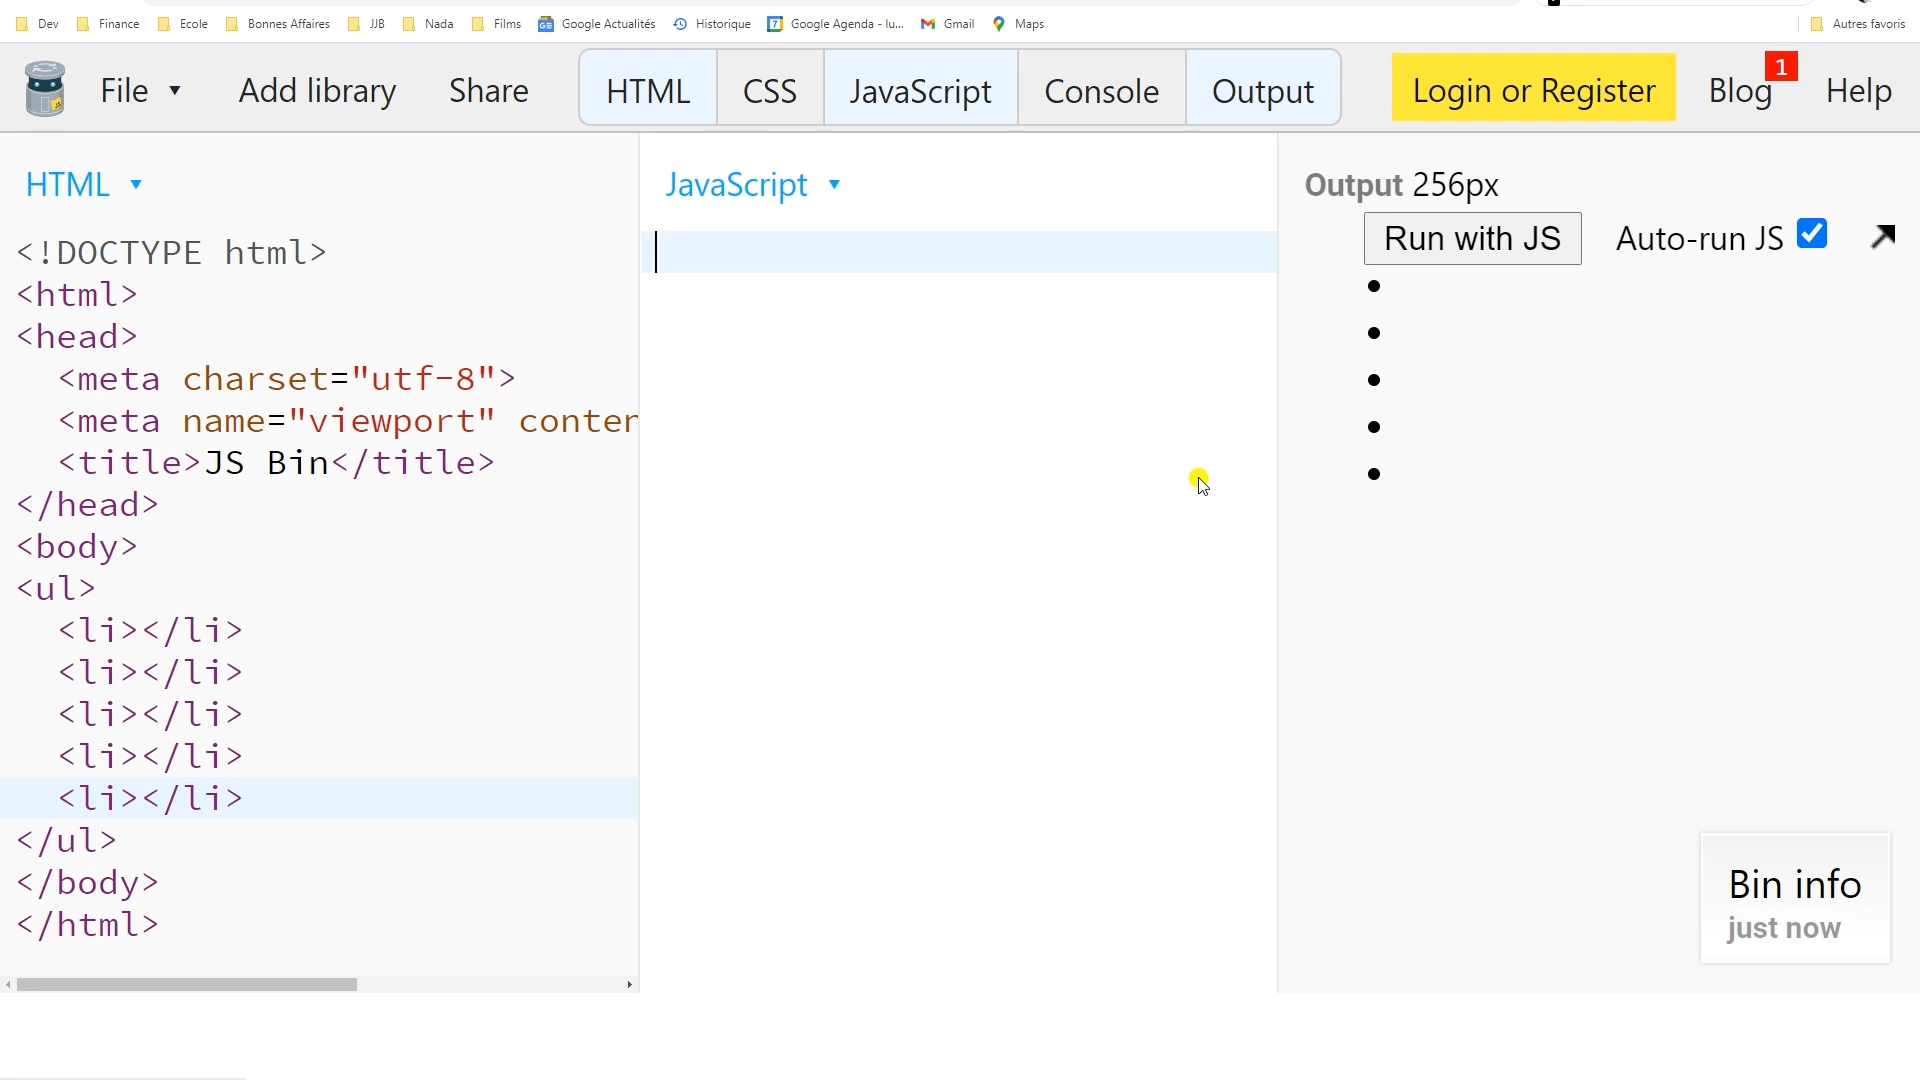 Dev Finance Ecole Bonnes Affaires JJB Nada Films Google Actualités Historique 7 Google Agenda - lu... Gmail Maps Autres favoris
File ▼ Add library Share HTML CSS JavaScript Console Output Login or Register Blog 1 Help
HTML ▼ JavaScript ▼ Output 256px
Run with JS Auto-run JS
<!DOCTYPE html>
<html>
<head>
<meta charset="utf-8">
<meta name="viewport" conten
<title>JS Bin</title>
</head>
<body>
<ul>
<li></li>
<li></li>
<li></li>
<li></li>
<li></li>
</ul>
</body>
</html>
Bin info
just now